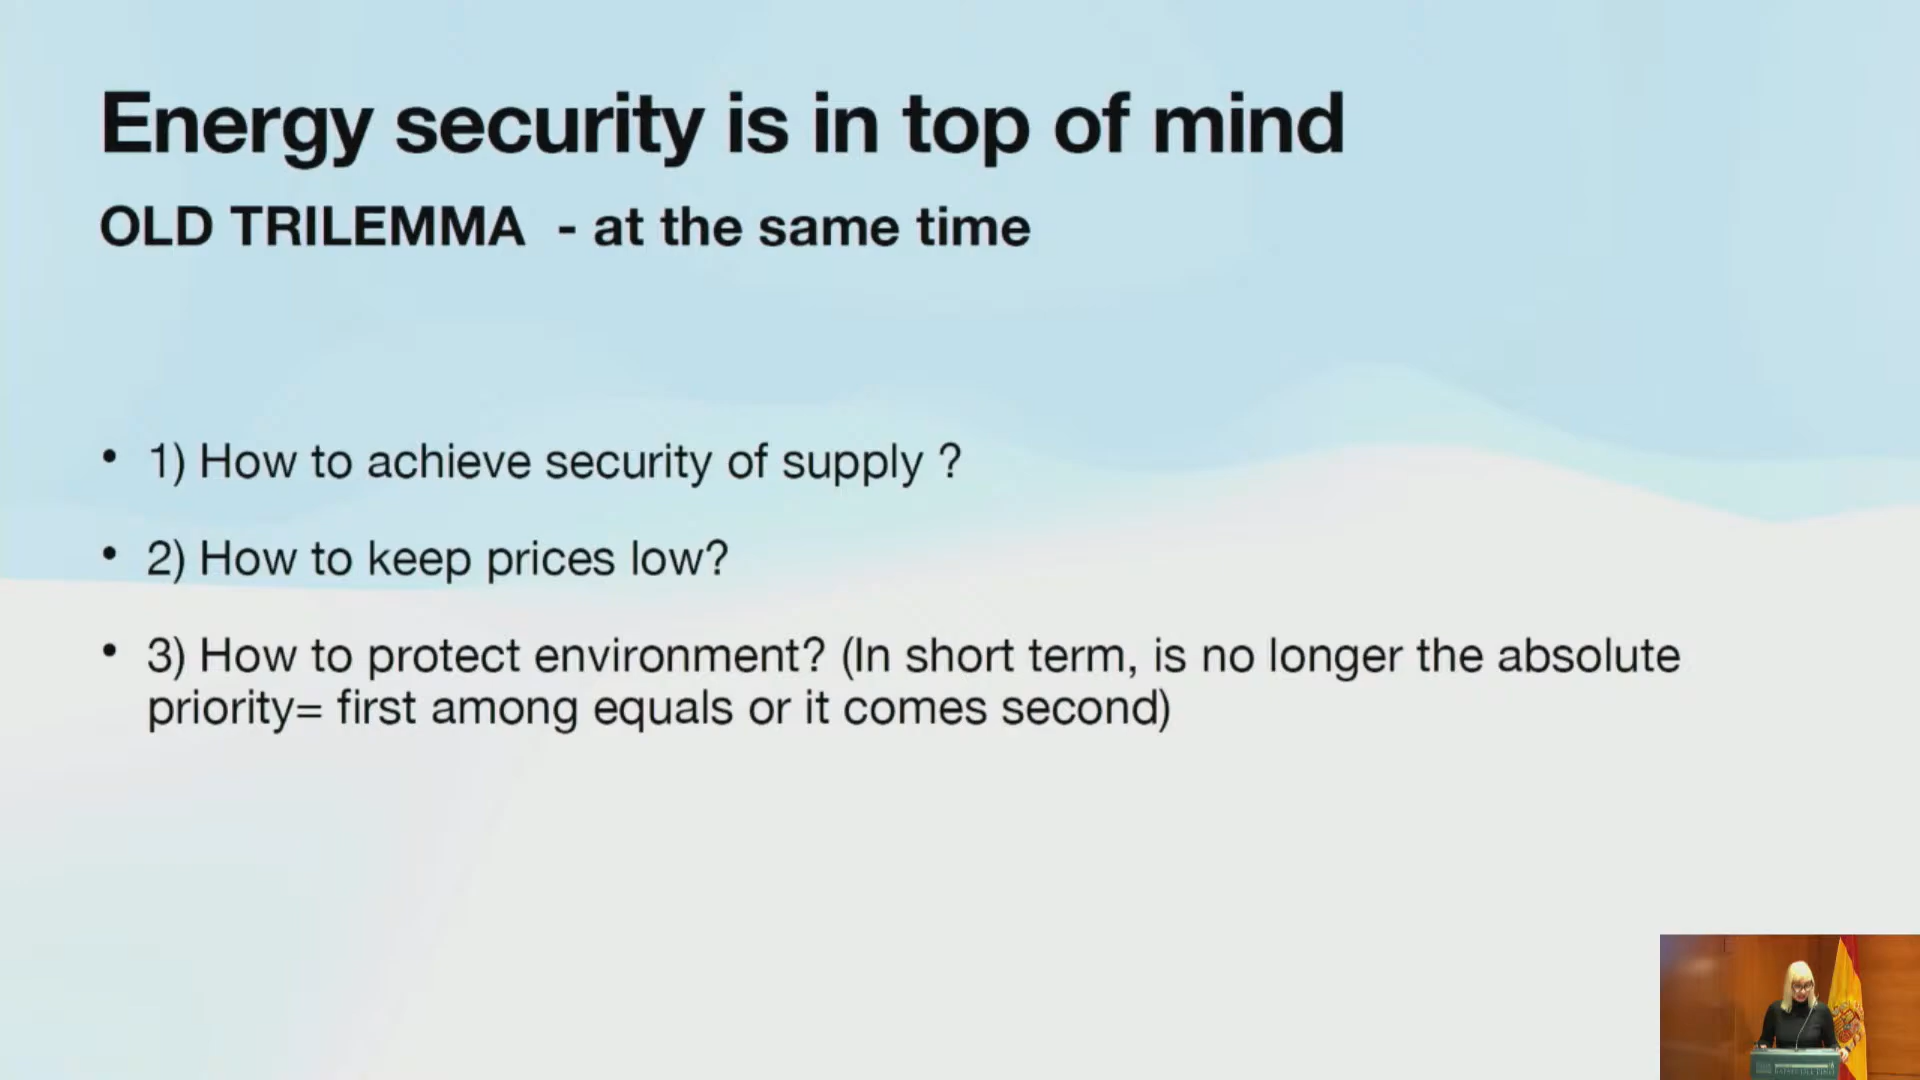 Energy security is in top of mind
OLD TRILEMMA - at the same time
• 1) How to achieve security of supply ?
• 2) How to keep prices low?
• 3) How to protect environment? (In short term, is no longer the absolute
priority= first among equals or it comes second)